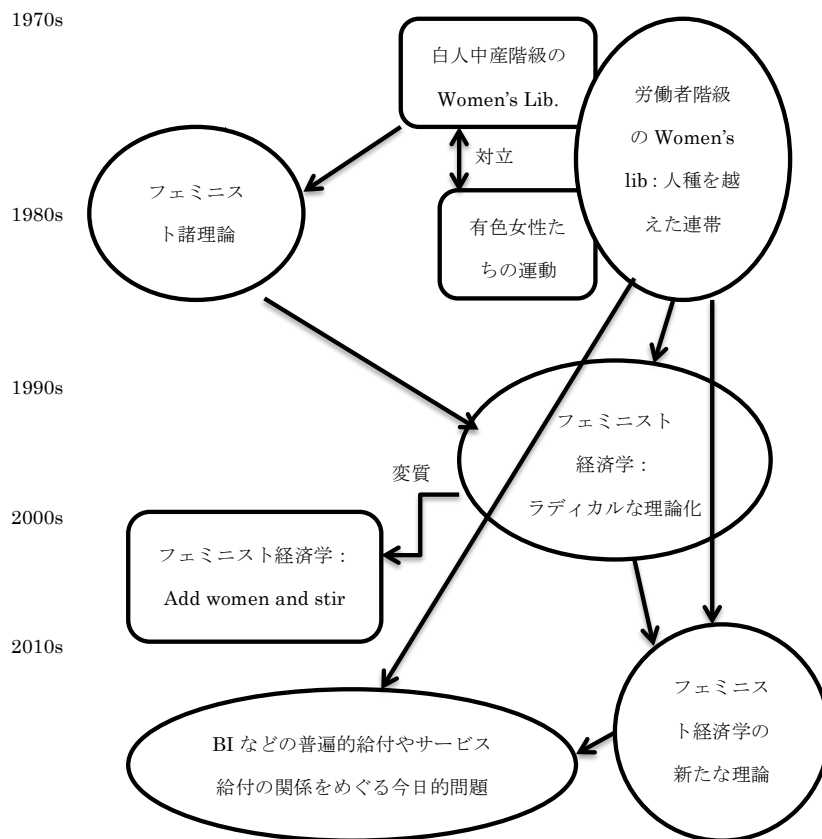 1970s
白人中産階級の
Women's Lib.
労働者階級
の Women's
lib : 人種を越
えた連帯
対立
フェミニス
ト諸理論
1980s
有色女性た
ちの運動
1990s
フェミニスト
経済学：
ラディカルな理論化
変質
2000s
フェミニスト経済学：
Add women and stir
2010s
フェミニス
ト経済学の
新たな理論
BI などの普遍的給付やサービス
給付の関係をめぐる今日的問題